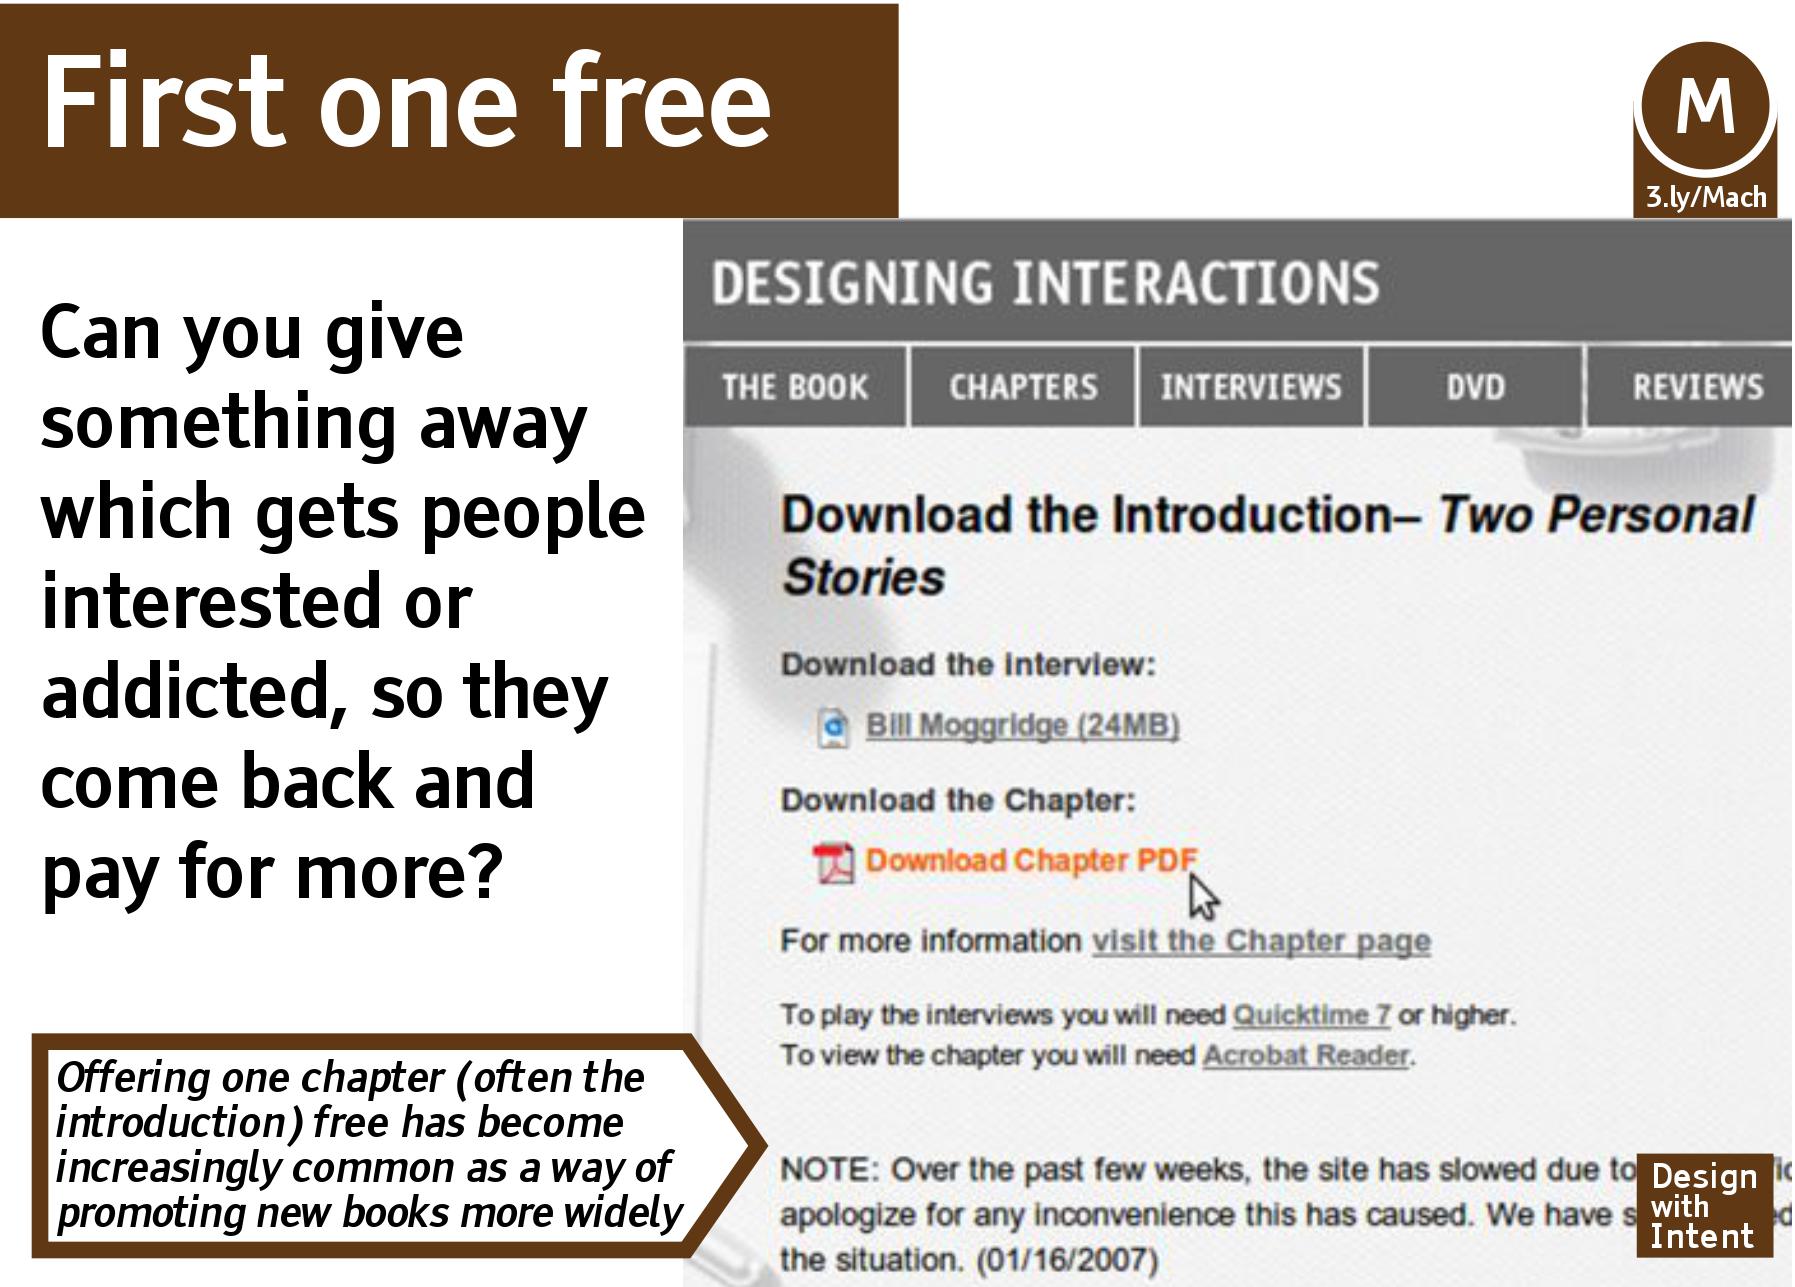 First one free
M
3.ly/Mach
Can you give
something away
which gets people
interested or
addicted, so they
come back and
pay for more?
Offering one chapter (often the
introduction) free has become
increasingly common as a way of
promoting new books more widely
DESIGNING INTERACTIONS
THE BOOK CHAPTERS INTERVIEWS DVD REVIEWS
Download the Introduction– Two Personal
Stories
Download the Interview:
Bill Moggridge (24MB)
Download the Chapter:
Download Chapter PDF
For more information visit the Chapter page
To play the interviews you will need Quicktime 7 or higher.
To view the chapter you will need Acrobat Reader.
NOTE: Over the past few weeks, the site has slowed due to
apologize for any inconvenience this has caused. We have
the situation. (01/16/2007)
Design
with
Intent